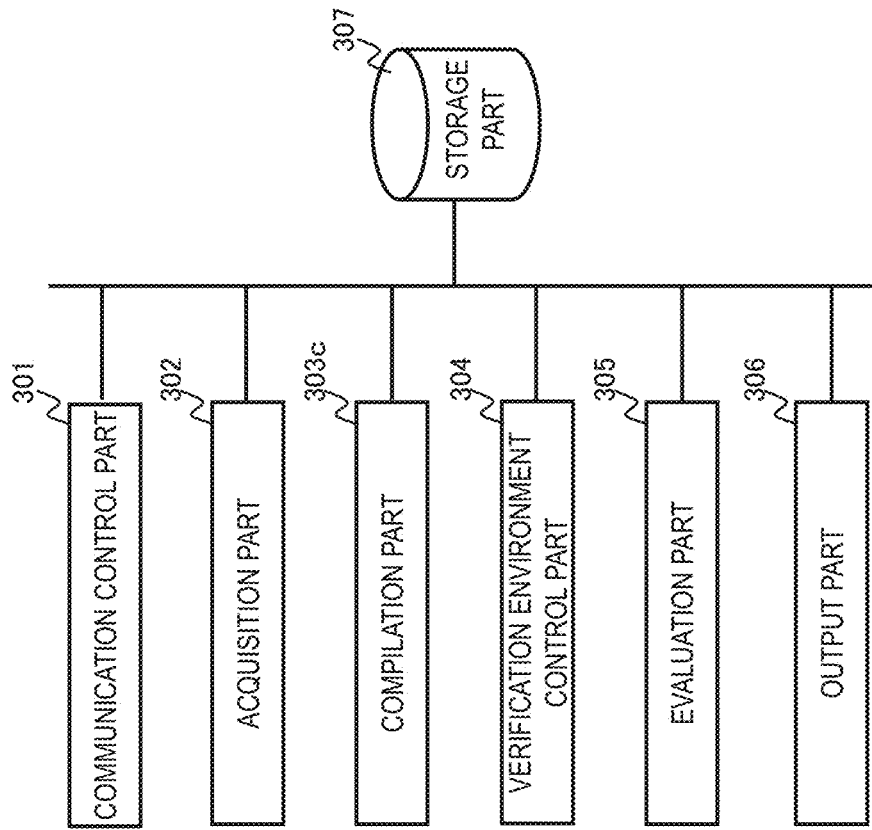 301
COMMUNICATION CONTROL PART
302
ACQUISITION PART
303c
COMPILATION PART
304
VERIFICATION ENVIRONMENT
CONTROL PART
305
EVALUATION PART
306
OUTPUT PART
307
STORAGE
PART